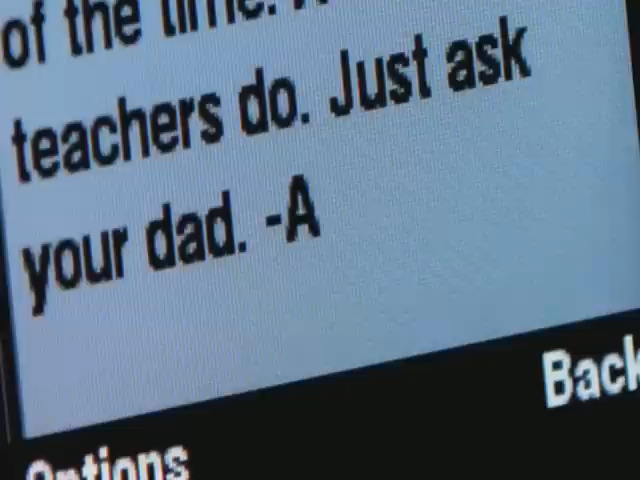 of the time.
teachers do. Just ask
your dad. -A
Back
Options